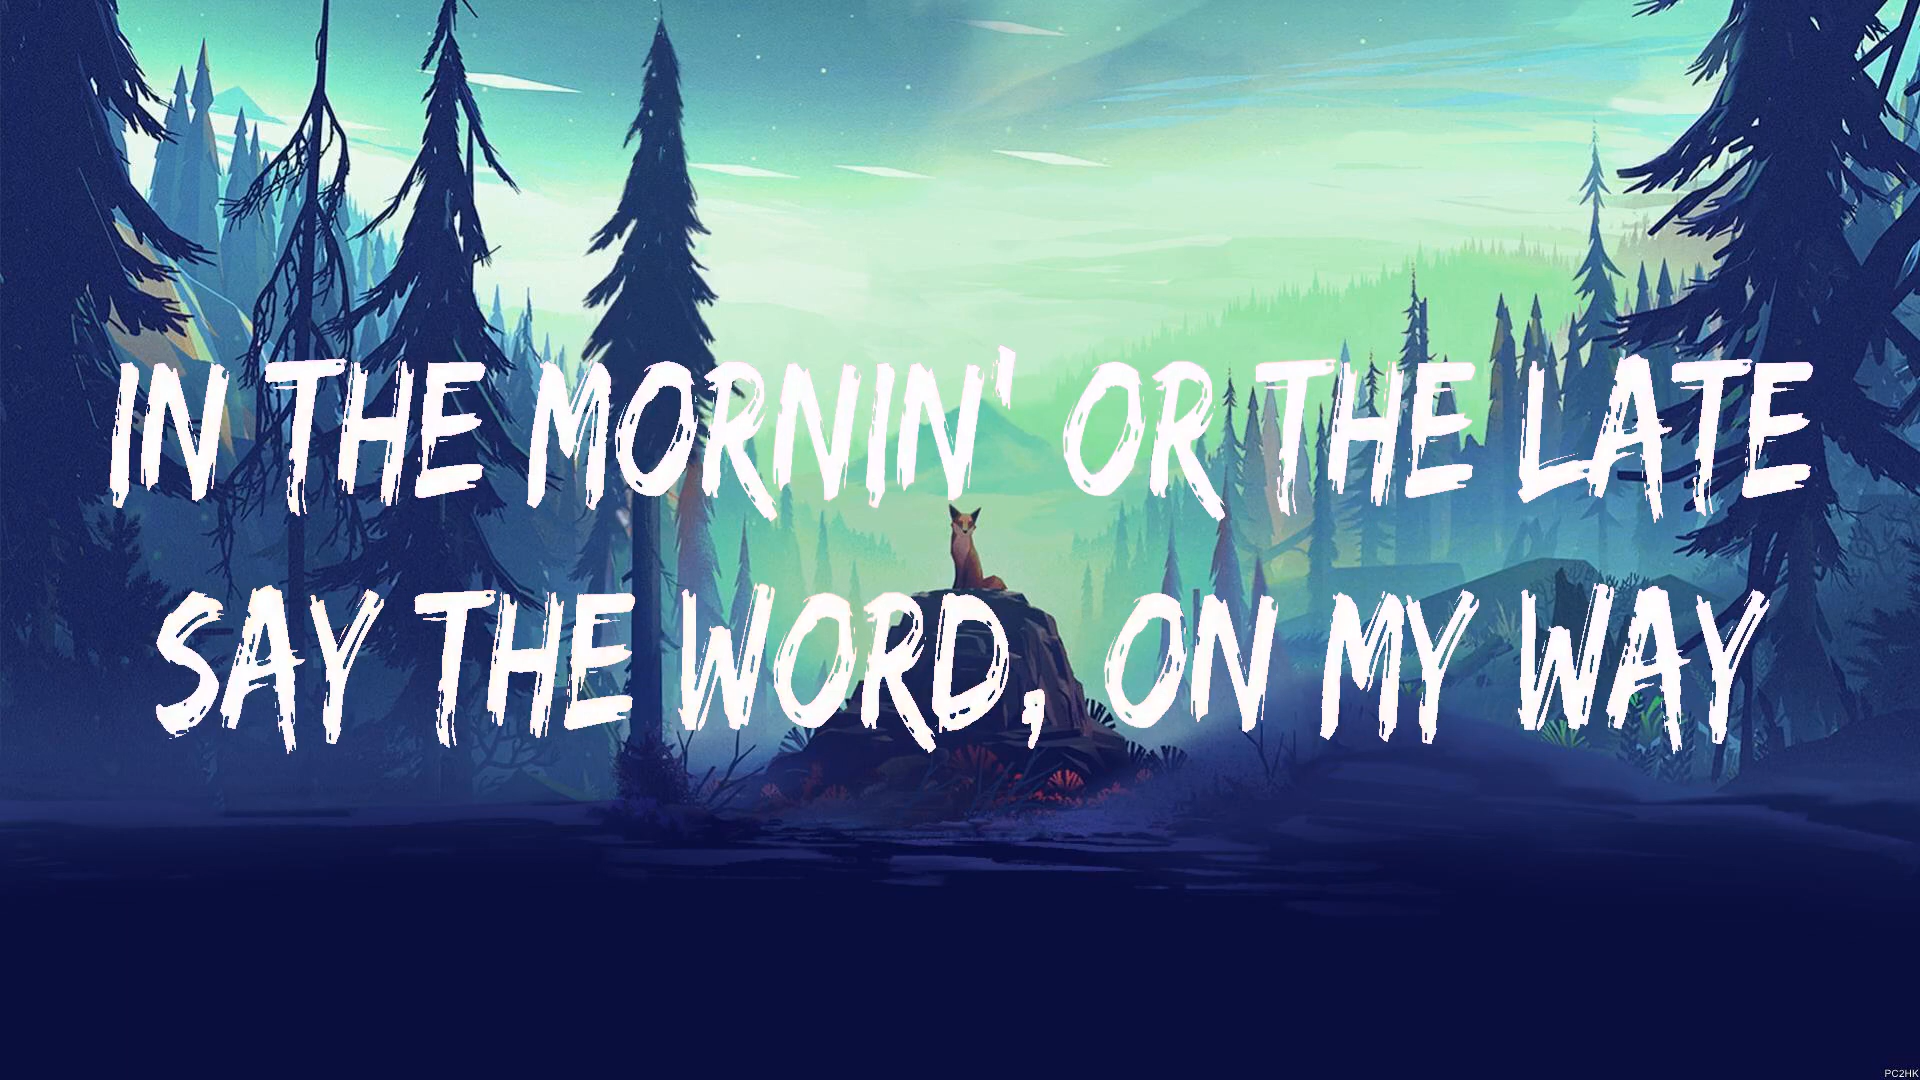 IN THE MORNIN' OR THE LATE
SAY THE WORD, ON MY WAY
PC2HK